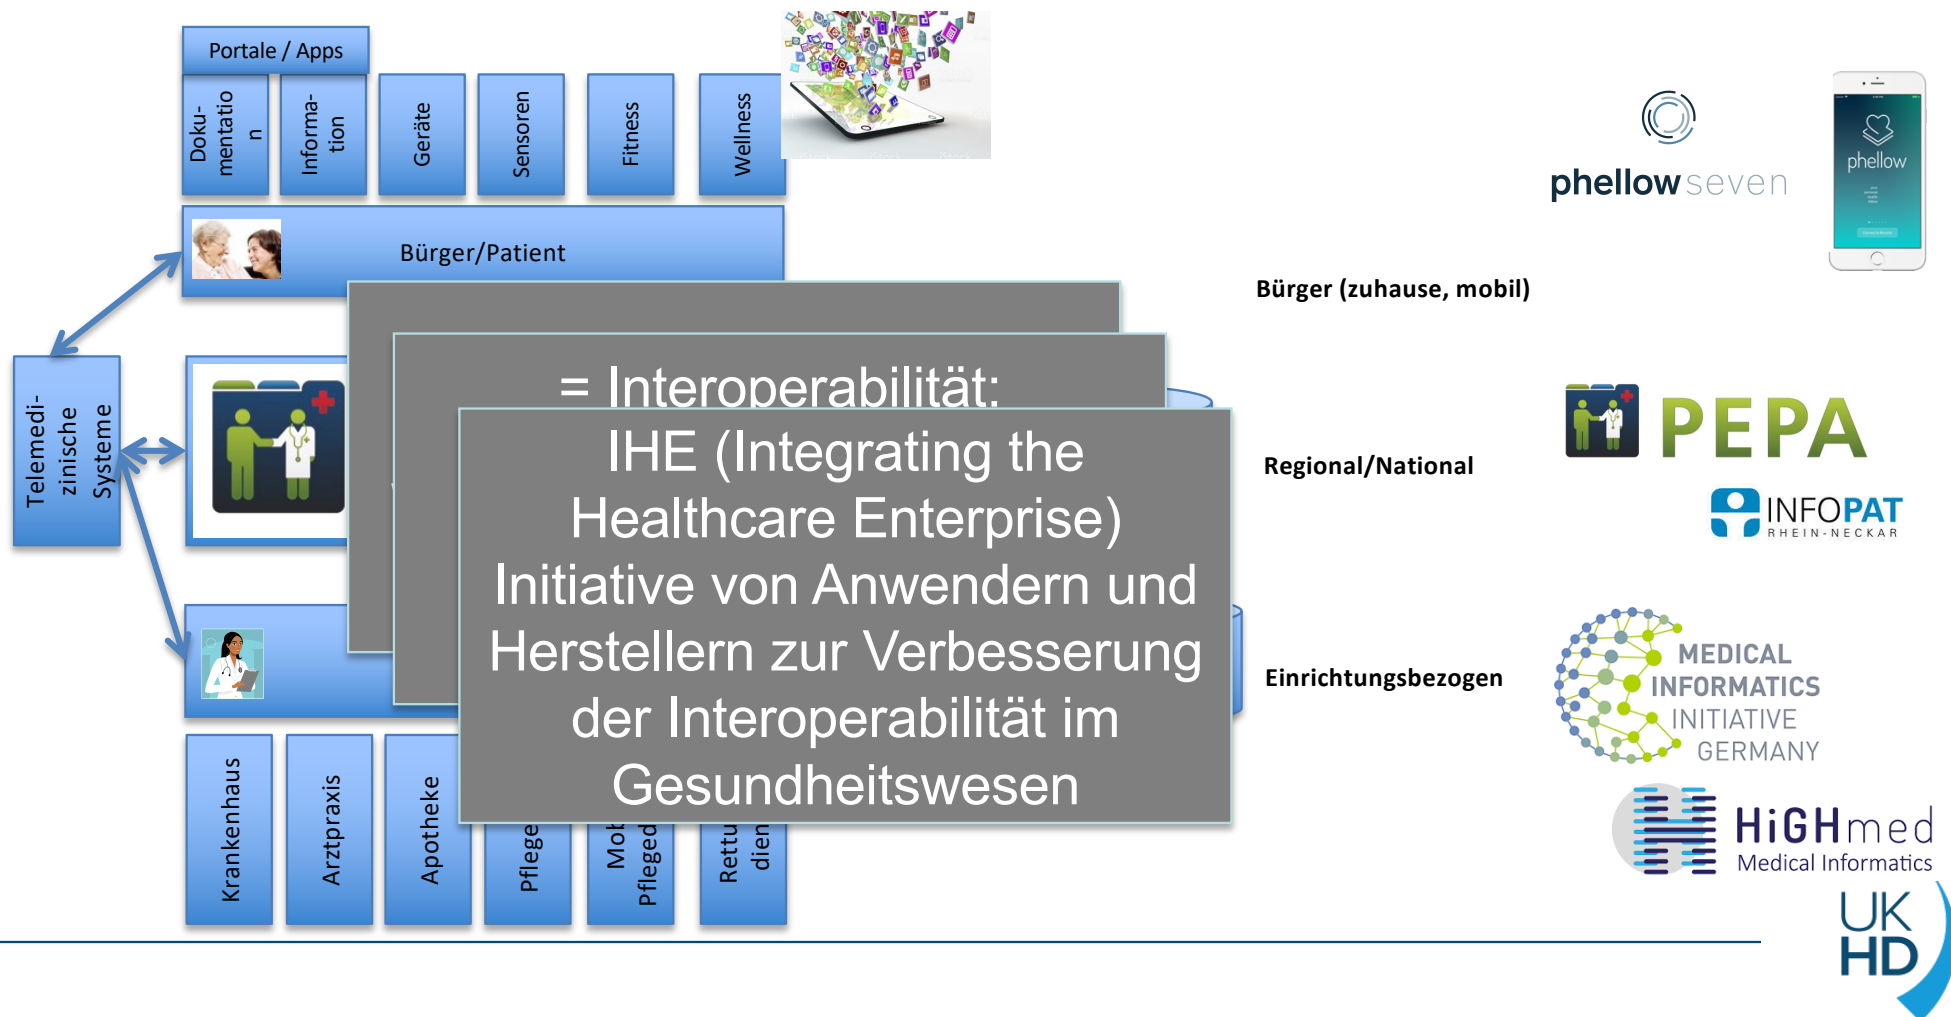 Portale / Apps
Doku-
mentatio
n
Informa-
tion
Geräte
Sensoren
Fitness
Wellness
Bürger/Patient
Telemedi-
zinische
Systeme
= Interoperabilität:
IHE (Integrating the
Healthcare Enterprise)
Initiative von Anwendern und
Herstellern zur Verbesserung
der Interoperabilität im
Gesundheitswesen
Krankenhaus
Arztpraxis
Apotheke
Pflege
Mob
Pfleged
Rettu
dien
Bürger (zuhause, mobil)
Regional/National
Einrichtungsbezogen
phellowseven
phellow
PEPA
INFOPAT
RHEIN-NECKAR
MEDICAL
INFORMATICS
INITIATIVE
GERMANY
HiGHmed
Medical Informatics
UK
HD